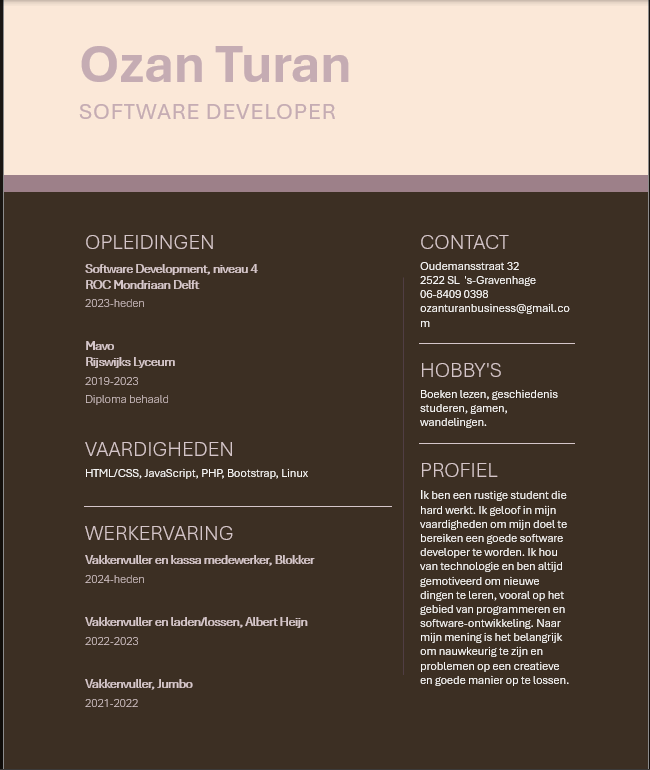 Ozan Turan
SOFTWARE DEVELOPER
OPLEIDINGEN
Software Development, niveau 4
ROC Mondriaan Delft
2023-heden
Mavo
Rijswijks Lyceum
2019-2023
Diploma behaald
VAARDIGHEDEN
HTML/CSS, JavaScript, PHP, Bootstrap, Linux
WERKERVARING
Vakkenvuller en kassa medewerker, Blokker
2024-heden
Vakkenvuller en laden/lossen, Albert Heijn
2022-2023
Vakkenvuller, Jumbo
2021-2022
CONTACT
Oudemansstraat 32
2522 SL 's-Gravenhage
06-8409 0398
ozanturanbusiness@gmail.co
m
HOBBY'S
Boeken lezen, geschiedenis
studeren, gamen,
wandelingen.
PROFIEL
Ik ben een rustige student die
hard werkt. Ik geloof in mijn
vaardigheden om mijn doel te
bereiken een goede software
developer te worden. Ik hou
van technologie en ben altijd
gemotiveerd om nieuwe
dingen te leren, vooral op het
gebied van programmeren en
software-ontwikkeling. Naar
mijn mening is het belangrijk
om nauwkeurig te zijn en
problemen op een creatieve
en goede manier op te lossen.